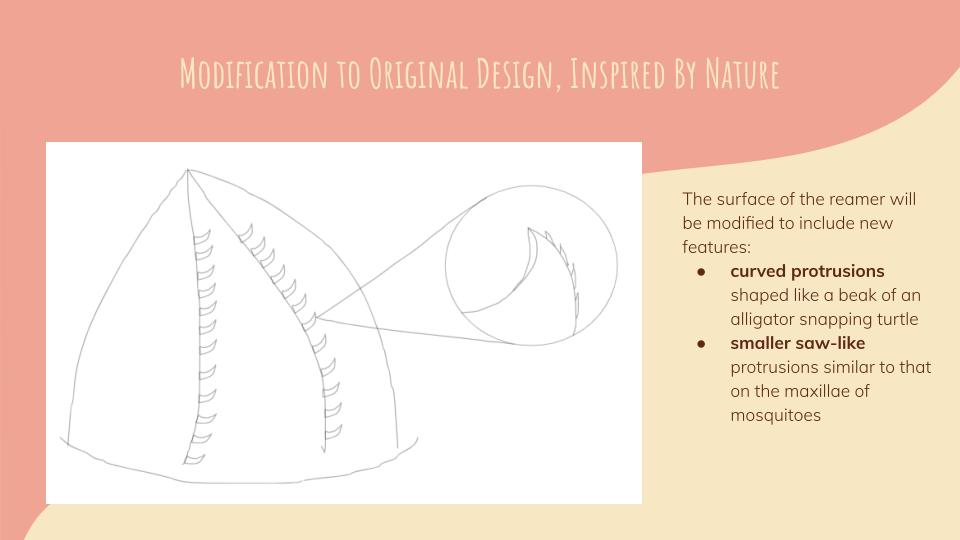 Modification to Original Design, Inspired By Nature
The surface of the reamer will
be modified to include new
features:
● curved protrusions
shaped like a beak of an
alligator snapping turtle
● smaller saw-like
protrusions similar to that
on the maxillae of
mosquitoes